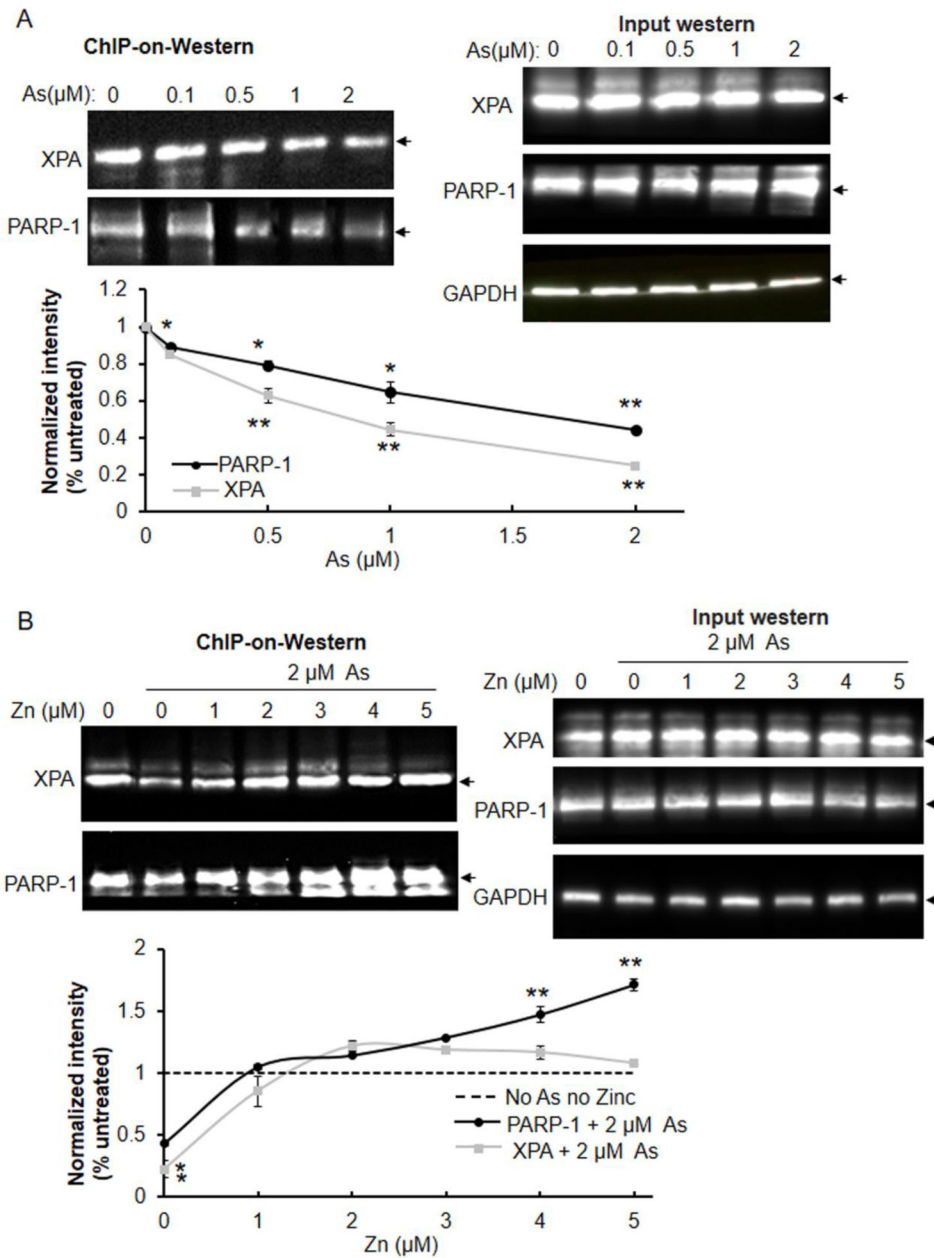 A
ChIP-on-Western
As(µM): 0 0.1 0.5 1 2
XPA
PARP-1
Input western
As(µM): 0 0.1 0.5 1 2
XPA
PARP-1
GAPDH
Normalized intensity
(% untreated)
1.2
1
0.8
0.6
0.4
0.2
0
*
*
*
**
**
**
**
PARP-1
XPA
0 0.5 1 1.5 2
As (µM)
B
ChIP-on-Western
2 µM As
Zn (µM) 0 0 1 2 3 4 5
XPA
PARP-1
Input western
2 µM As
Zn (µM) 0 0 1 2 3 4 5
XPA
PARP-1
GAPDH
Normalized intensity
(% untreated)
2
1.5
1
0.5
0
**
**
**
No As no Zinc
PARP-1 + 2 µM As
XPA + 2 µM As
0 1 2 3 4 5
Zn (µM)